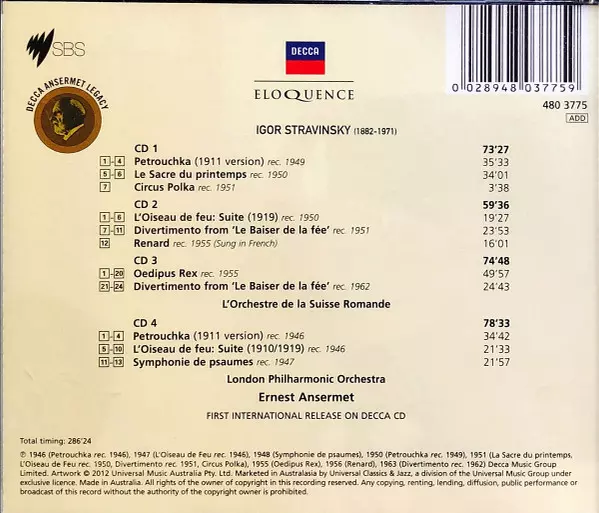 SBS
DECCA
ELOQUENCE
DECCA ANSERMET LEGACY
0 028948 037759
480 3775
ADD
IGOR STRAVINSKY (1882-1971)
CD 1 73'27
1-4 Petrouchka (1911 version) rec. 1949 35'33
5-6 Le Sacre du printemps rec. 1950 34'01
7 Circus Polka rec. 1951 3'38
CD 2 59'36
1-6 L'Oiseau de feu: Suite (1919) rec. 1950 19'27
7-11 Divertimento from 'Le Baiser de la fée' rec. 1951 23'53
12 Renard rec. 1955 (Sung in French) 16'01
CD 3 74'48
1-20 Oedipus Rex rec. 1955 49'57
21-24 Divertimento from 'Le Baiser de la fée' rec. 1962 24'43
L'Orchestre de la Suisse Romande
CD 4 78'33
1-4 Petrouchka (1911 version) rec. 1946 34'42
5-10 L'Oiseau de feu: Suite (1910/1919) rec. 1946 21'33
11-13 Symphonie de psaumes rec. 1947 21'57
London Philharmonic Orchestra
Ernest Ansermet
FIRST INTERNATIONAL RELEASE ON DECCA CD
Total timing: 286'24
℗ 1946 (Petrouchka rec. 1946), 1947 (L'Oiseau de Feu rec. 1946), 1948 (Symphonie de psaumes), 1950 (Petrouchka rec. 1949), 1951 (La Sacre du printemps,
L'Oiseau de Feu rec. 1950, Divertimento rec. 1951, Circus Polka), 1955 (Oedipus Rex), 1956 (Renard), 1963 (Divertimento rec. 1962) Decca Music Group
Limited. Artwork © 2012 Universal Music Australia Pty. Ltd. Marketed in Australasia by Universal Classics & Jazz, a division of the Universal Music Group under
exclusive licence. Made in Australia. All rights of the owner of copyright in this recording reserved. Any copying, renting, lending, diffusion, public performance or
broadcast of this record without the authority of the copyright owner is prohibited.